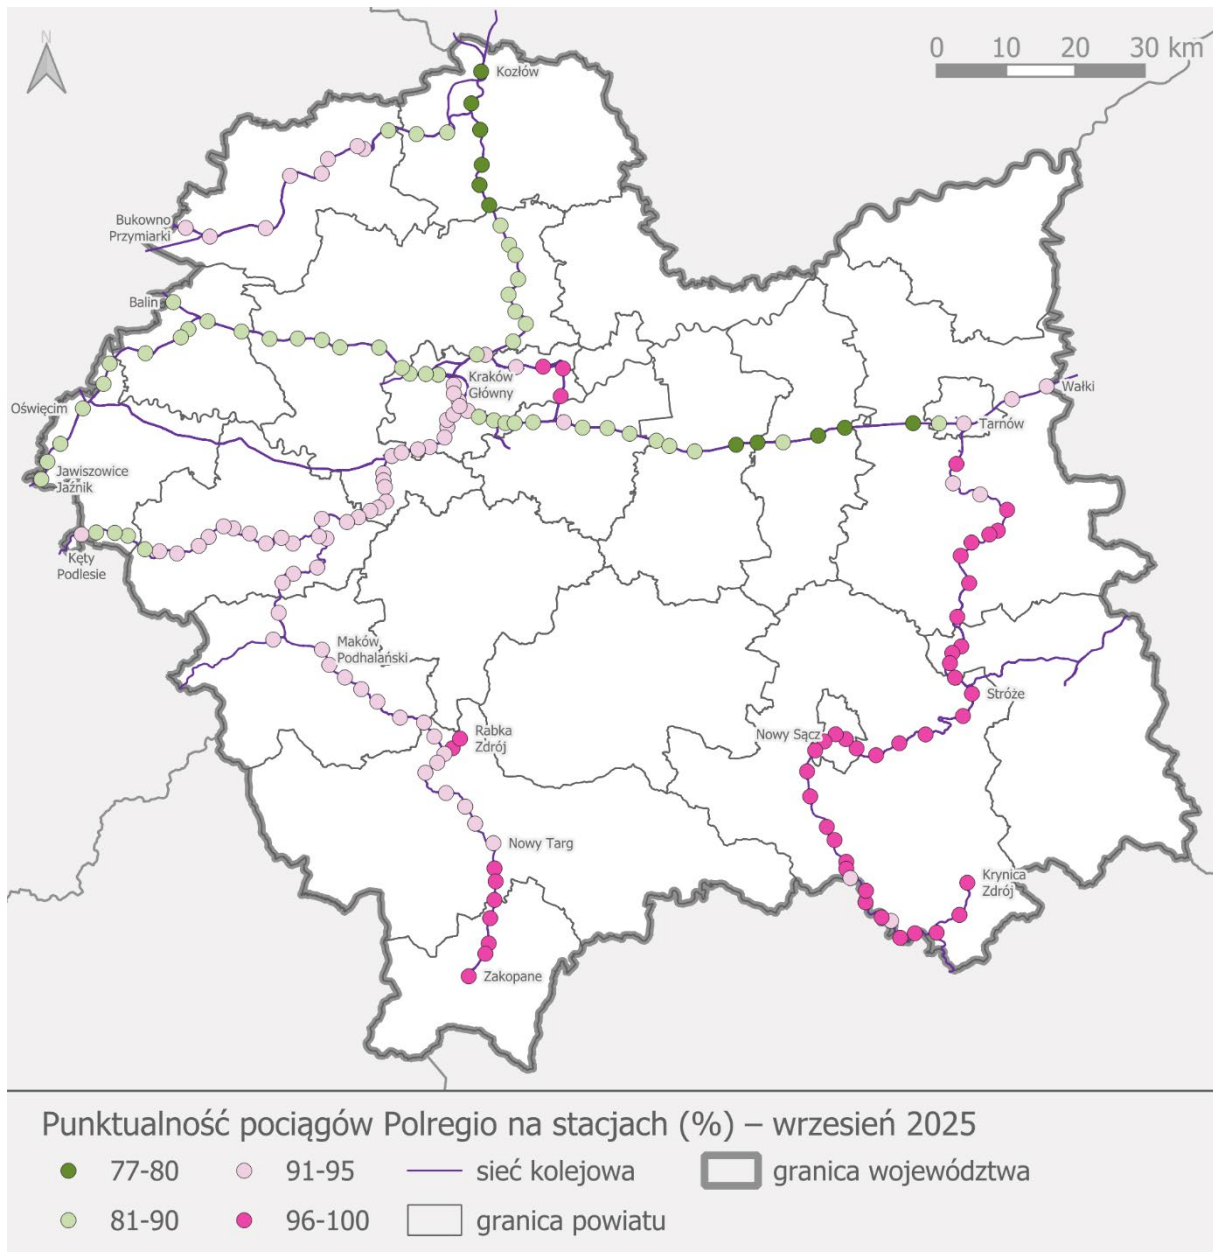 N
0 10 20 30 km
Kozłów
Bukowno
Przymiarki
Balin
Kraków
Główny
Wałki
Oświęcim
Tarnów
Jawiszowice
Jaźnik
Kęty
Podlesie
Maków
Podhalański
Stróże
Rabka
Zdrój
Nowy Sącz
Nowy Targ
Krynica
Zdrój
Zakopane
Punktualność pociągów Polregio na stacjach (%) – wrzesień 2025
77-80 91-95 sieć kolejowa granica województwa
81-90 96-100 granica powiatu